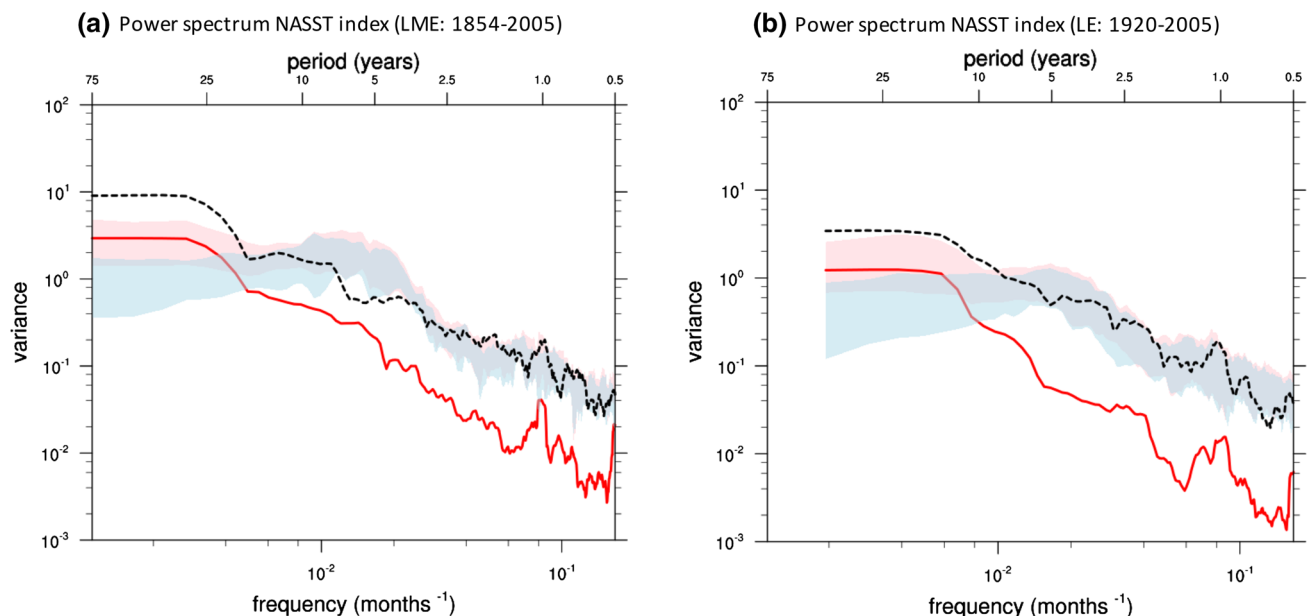 (a) Power spectrum NASST index (LME: 1854-2005)
period (years)
75 25 10 5 2.5 1.0 0.5
10²
10¹
10⁰
10⁻¹
10⁻²
10⁻³
variance
10⁻² 10⁻¹
frequency (months ⁻¹)
(b) Power spectrum NASST index (LE: 1920-2005)
period (years)
75 25 10 5 2.5 1.0 0.5
10²
10¹
10⁰
10⁻¹
10⁻²
10⁻³
variance
10⁻² 10⁻¹
frequency (months ⁻¹)